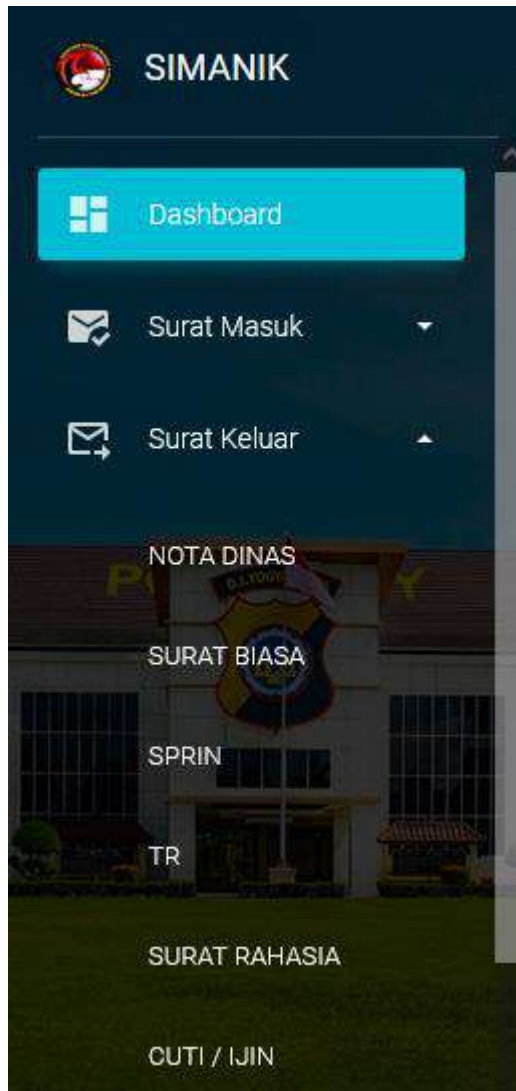 SIMANIK
Dashboard
Surat Masuk
Surat Keluar
NOTA DINAS
SURAT BIASA
SPRIN
TR
SURAT RAHASIA
CUTI / IJIN